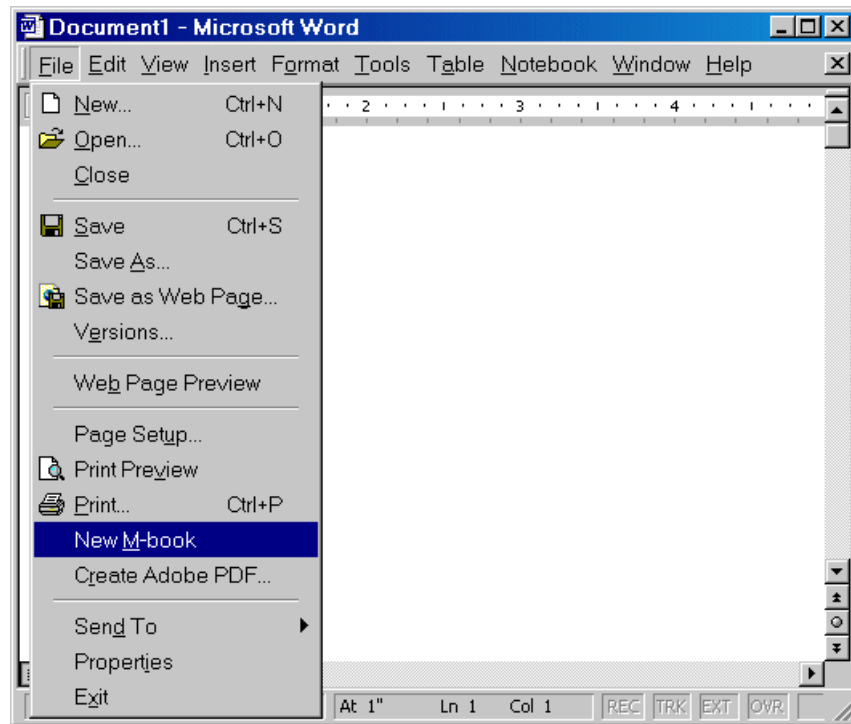 Document1 - Microsoft Word
File Edit View Insert Format Tools Table Notebook Window Help
2 3 4
New... Ctrl+N
Open... Ctrl+O
Close
Save Ctrl+S
Save As...
Save as Web Page...
Versions...
Web Page Preview
Page Setup...
Print Preview
Print... Ctrl+P
New M-book
Create Adobe PDF...
Send To
Properties
Exit
At 1" Ln 1 Col 1 REC TRK EXT OVR